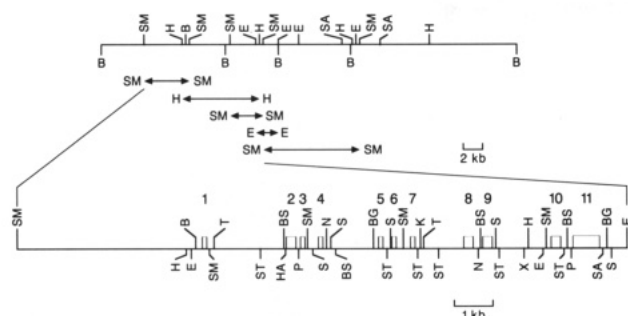 SM H B SM SM E H SM E E SA H E SM SA H
B B B B B
SM SM
H H
SM SM
E E
SM SM
2 kb
1 2 3 4 5 6 7 8 9 10 11
SM B T BS SM N S BG S SM K T BS S H SM BS BG E
H E SM ST HA P S BS ST ST ST N ST X E ST P SA S
1 kb